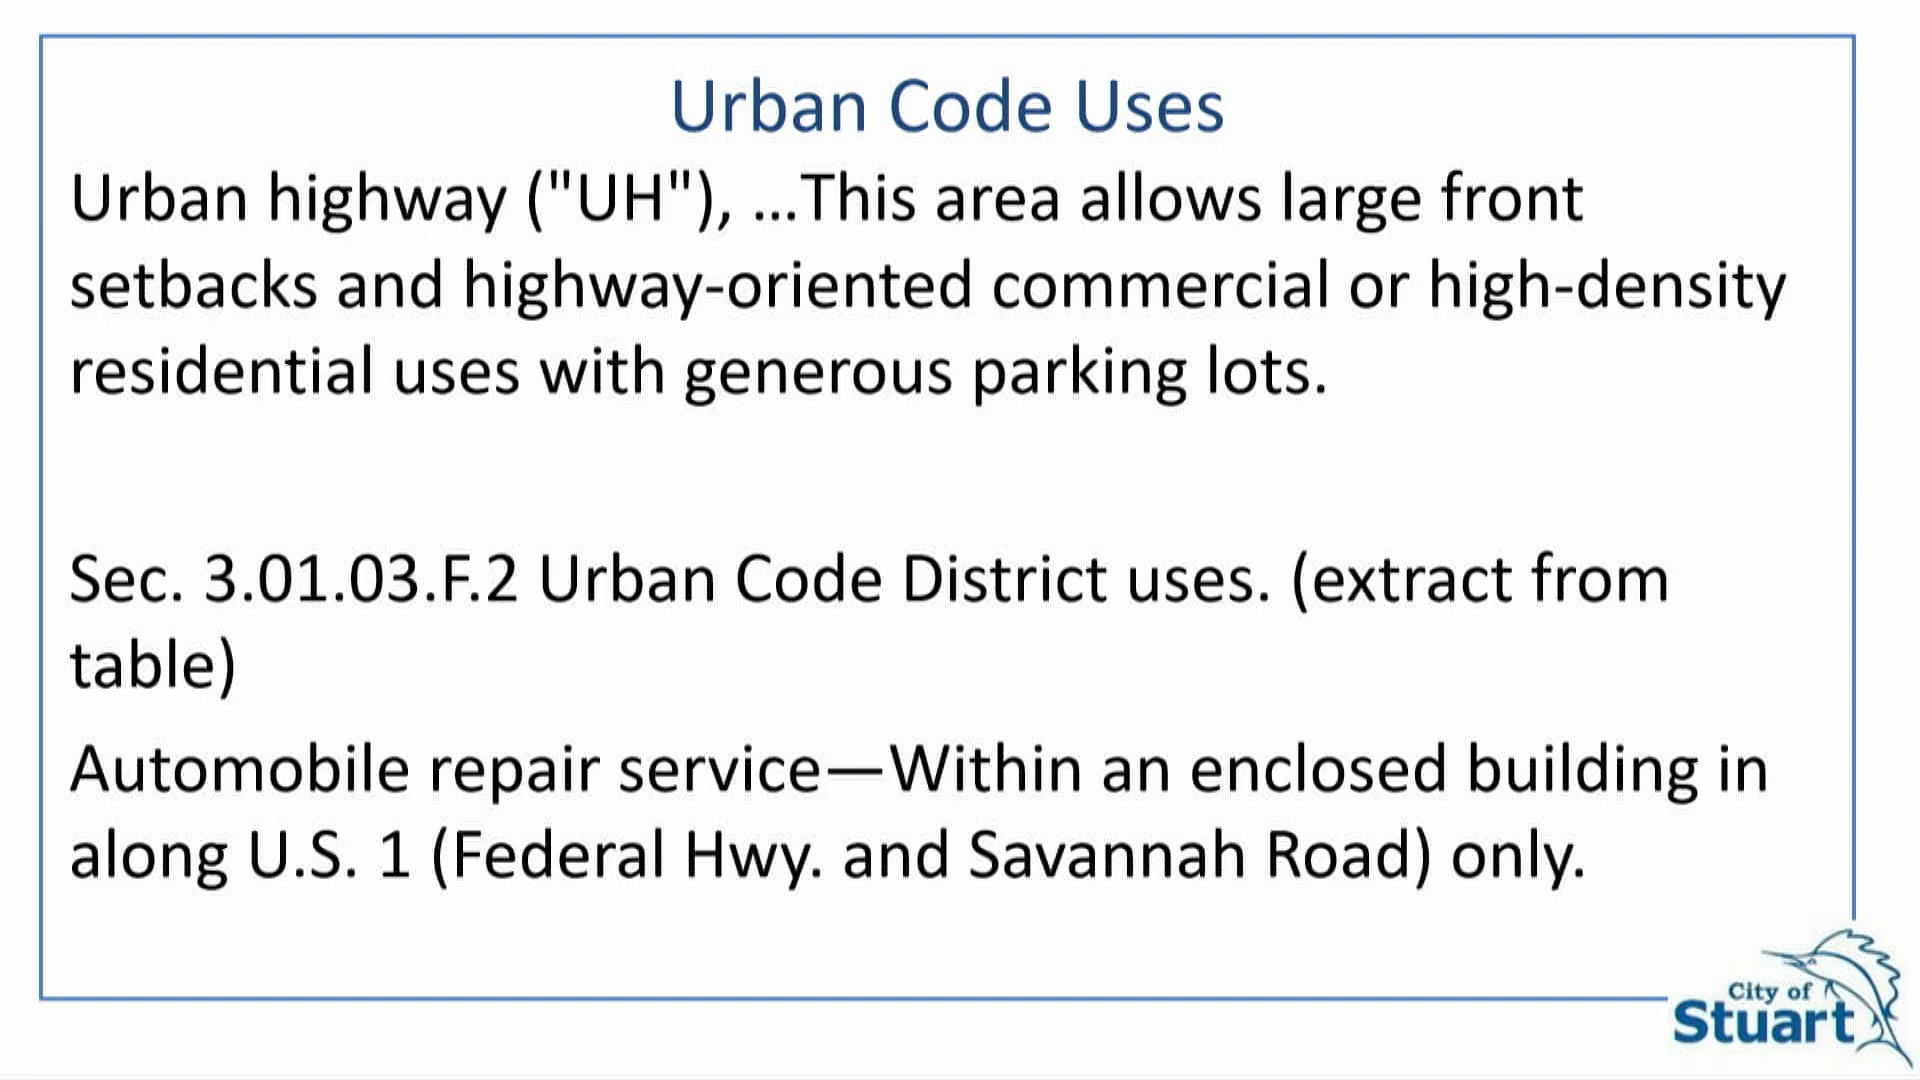 Urban Code Uses
Urban highway ("UH"), ...This area allows large front
setbacks and highway-oriented commercial or high-density
residential uses with generous parking lots.
Sec. 3.01.03.F.2 Urban Code District uses. (extract from
table)
Automobile repair service—Within an enclosed building in
along U.S. 1 (Federal Hwy. and Savannah Road) only.
City of
Stuart